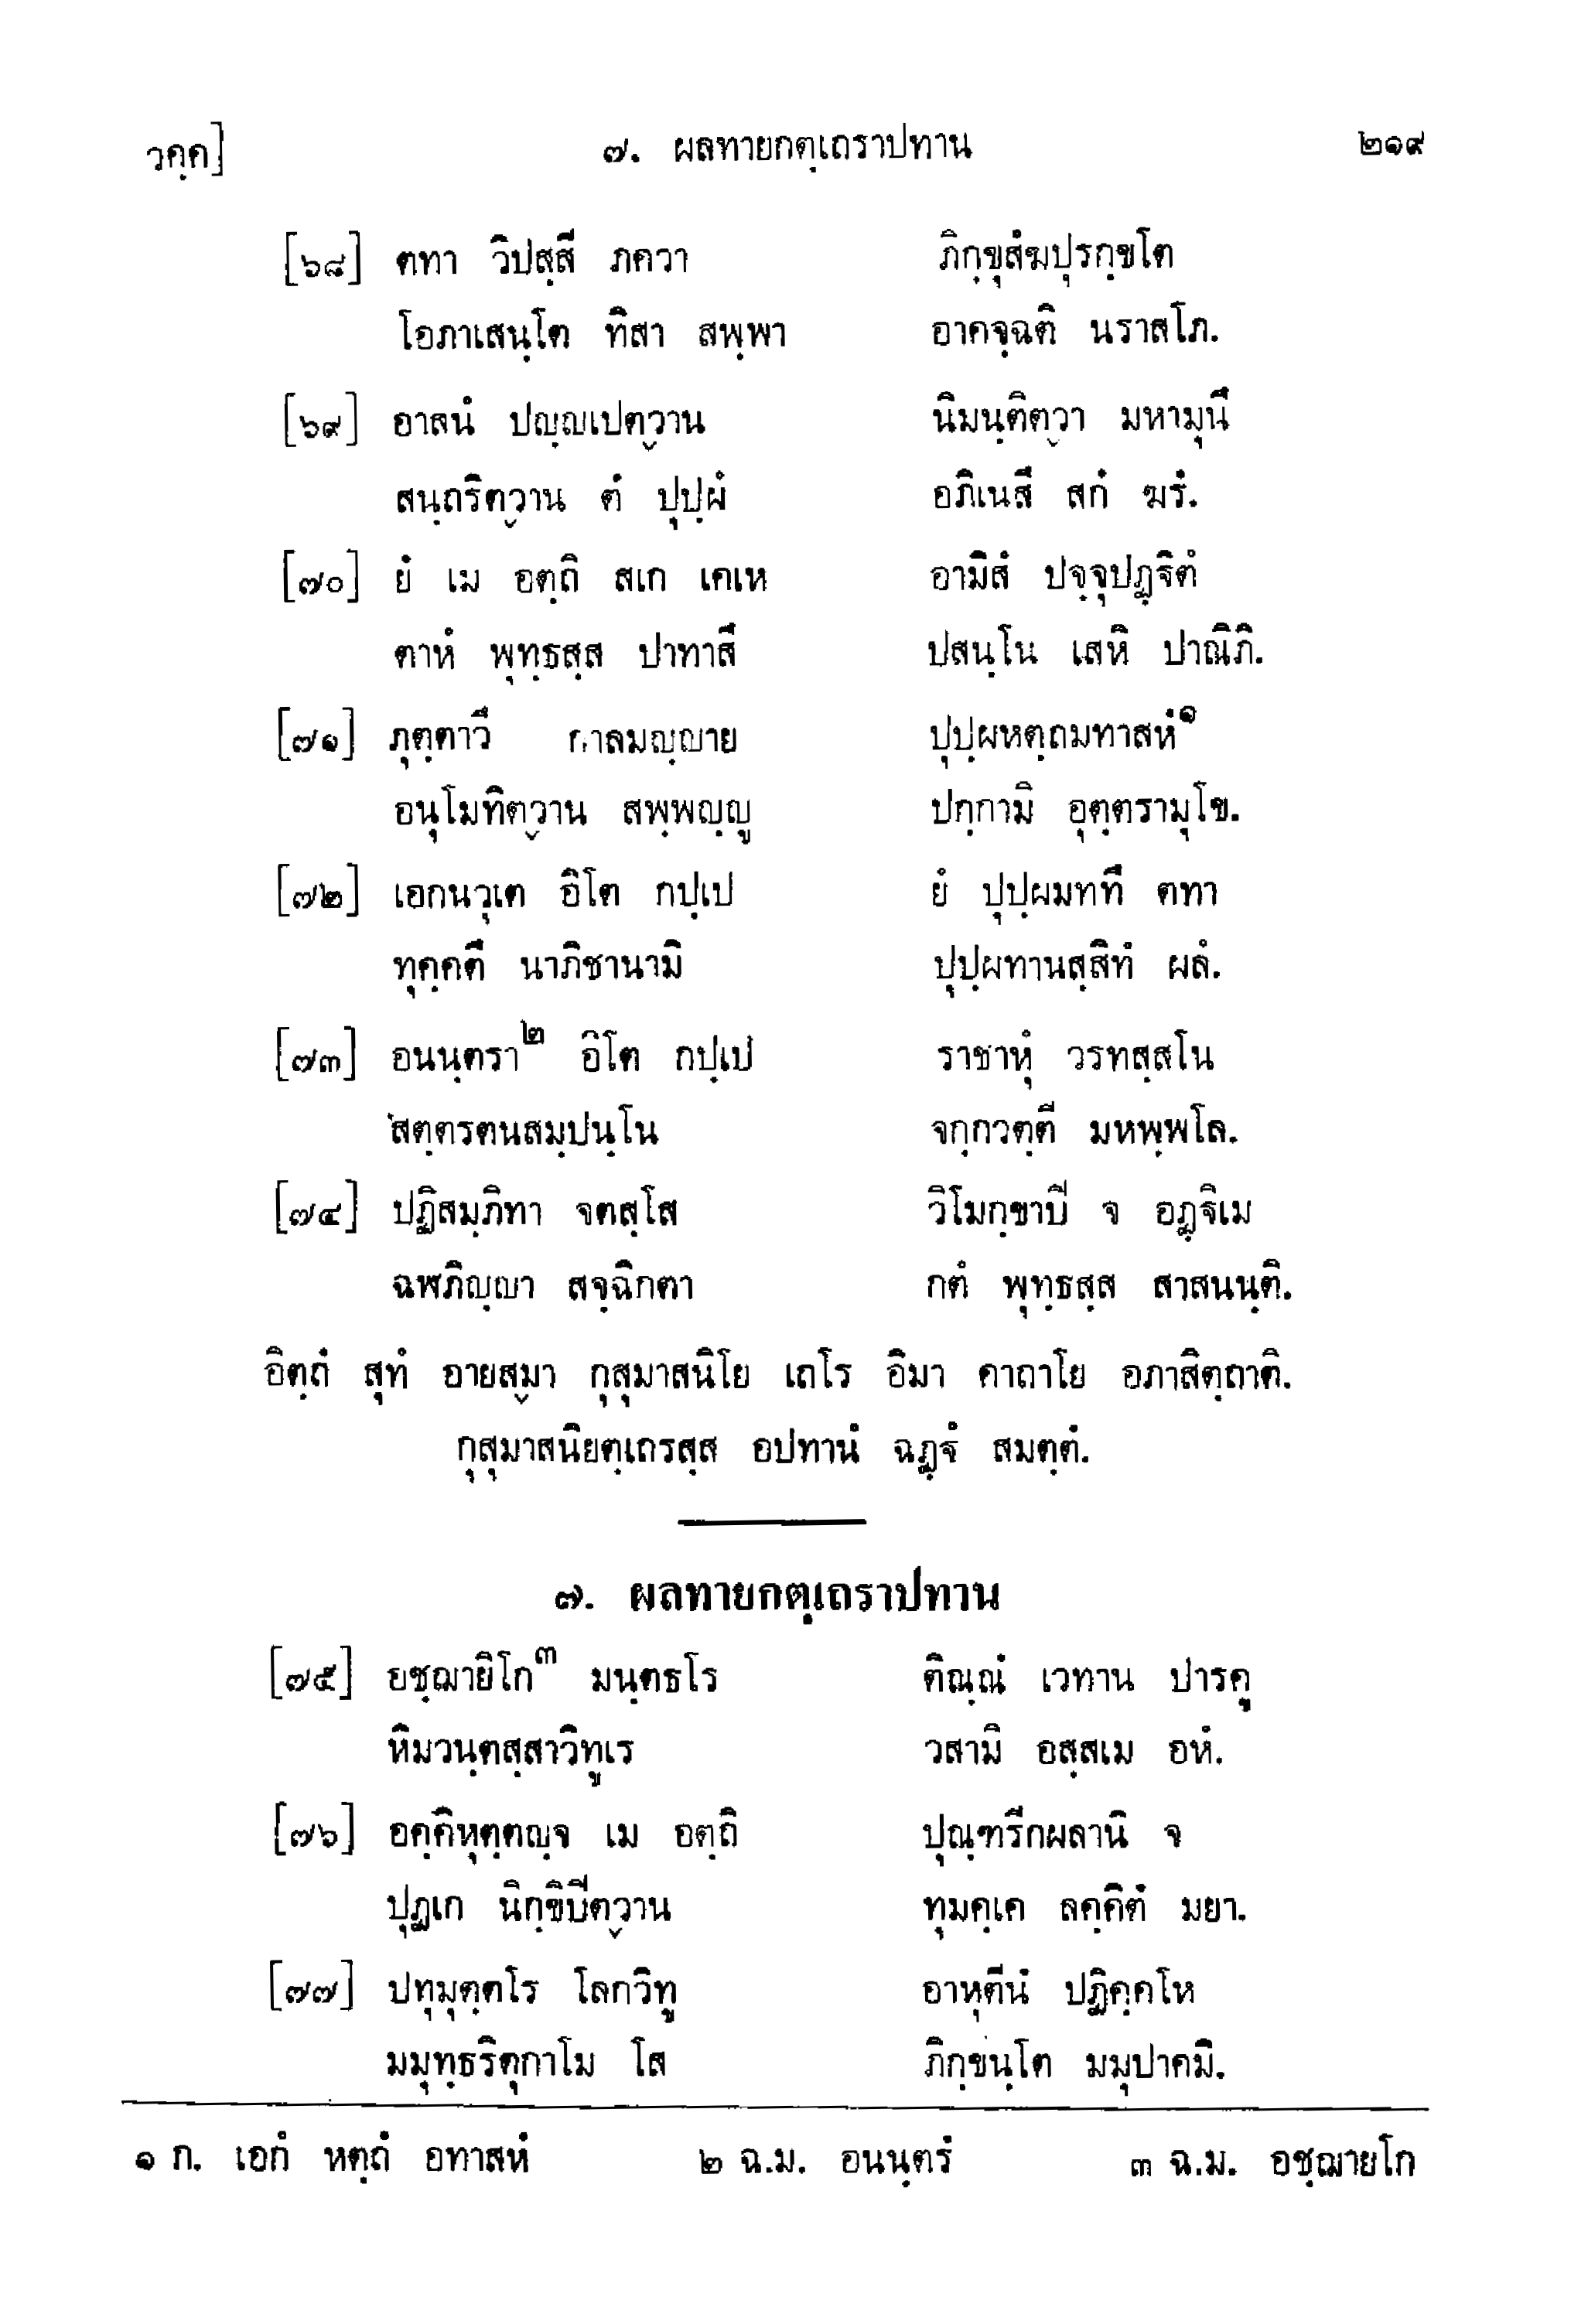 วคฺค] ๗. ผลทายกตฺเถราปทาน ๒๑๙
[๖๘] ตทา วิปสฺสี ภควา ภิกฺขุสํฆปุรกฺขโต
โอภาเสนฺโต ทิสา สพฺพา อาคจฺฉติ นราสโภ.
[๖๙] อาสนํ ปญฺญเปตฺวาน นิมนฺติตฺวา มหามุนึ
สนฺถริตฺวาน ตํ ปุปฺผํ อภิเนสึ สกํ ฆรํ.
[๗๐] ยํ เม อตฺถิ สเก เคเห อามิสํ ปจฺจุปฏฺฐิตํ
ตาหํ พุทฺธสฺส ปาทาสึ ปสนฺโน เสหิ ปาณิภิ.
[๗๑] ภุตฺตาวึ กาลมญฺญาย ปุปฺผหตฺถมทาสหํ๑
อนุโมทิตฺวาน สพฺพญฺญู ปกฺกามิ อุตฺตรามุโข.
[๗๒] เอกนวุเต อิโต กปฺเป ยํ ปุปฺผมททึ ตทา
ทุคฺคตึ นาภิชานามิ ปุปฺผทานสฺสิทํ ผลํ.
[๗๓] อนนฺตรา๒ อิโต กปฺเป ราชาหุํ วรทสฺสโน
สตฺตรตนสมฺปนฺโน จกฺกวตฺตี มหพฺพโล.
[๗๔] ปฏิสมฺภิทา จตสฺโส วิโมกฺขาปี จ อฏฺฐิเม
ฉฬภิญฺญา สจฺฉิกตา กตํ พุทฺธสฺส สาสนนฺติ.
อิตฺถํ สุทํ อายสฺมา กุสุมาสนิโย เถโร อิมา คาถาโย อภาสิตฺถาติ.
กุสุมาสนิยตฺเถรสฺส อปทานํ ฉฏฺฐํ สมตฺตํ.
๗. ผลทายกตฺเถราปทาน
[๗๕] ยชฺฌายิโก๓ มนฺตธโร ติณฺณํ เวทาน ปารคู
หิมวนฺตสฺสาวิทูเร วสามิ อสฺสเม อหํ.
[๗๖] อคฺคิหุตฺตญฺจ เม อตฺถิ ปุณฺฑรีกผลานิ จ
ปุฏเก นิกฺขิปีตฺวาน ทุมคฺเค ลคฺคิตํ มยา.
[๗๗] ปทุมุตฺตโร โลกวิทู อาหุตีนํ ปฏิคฺคโห
มมุทฺธริตุกาโม โส ภิกฺขนฺโต มมุปาคมิ.
๑ ก. เอกํ หตฺถํ อทาสหํ ๒ ฉ.ม. อนนฺตรํ ๓ ฉ.ม. อชฺฌายโก